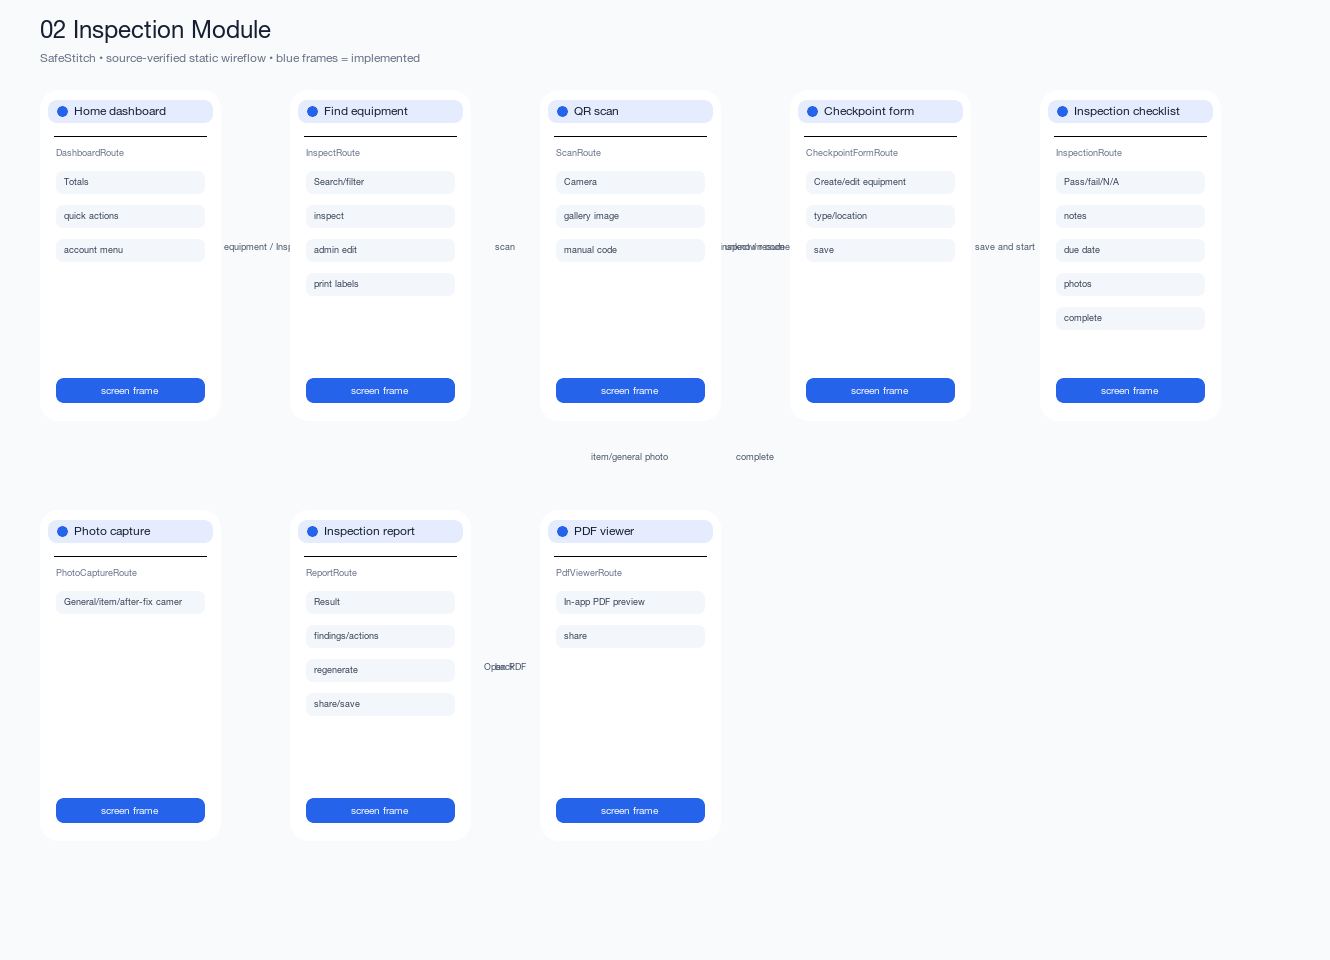 02 Inspection Module
SafeStitch • source-verified static wireflow • blue frames = implemented
Home dashboard
DashboardRoute
Totals
quick actions
account menu
screen frame
equipment / Insp
Find equipment
InspectRoute
Search/filter
inspect
admin edit
print labels
screen frame
scan
QR scan
ScanRoute
Camera
gallery image
manual code
screen frame
Checkpoint form
CheckpointFormRoute
Create/edit equipment
type/location
save
screen frame
save and start
Inspection checklist
InspectionRoute
Pass/fail/N/A
notes
due date
photos
complete
screen frame
item/general photo
complete
Photo capture
PhotoCaptureRoute
General/item/after-fix camer
screen frame
Inspection report
ReportRoute
Result
findings/actions
regenerate
share/save
screen frame
Open PDF
back
PDF viewer
PdfViewerRoute
In-app PDF preview
share
screen frame